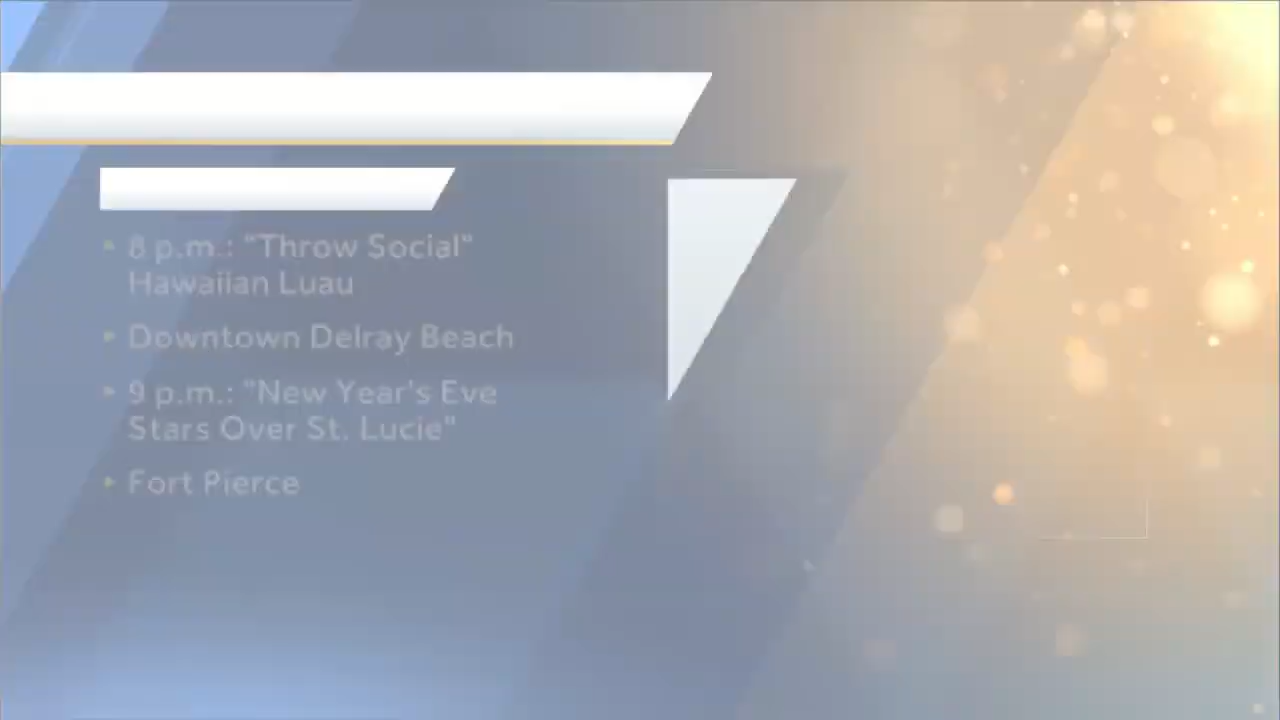 8 p.m.: "Throw Social"
Hawaiian Luau
Downtown Delray Beach
9 p.m.: "New Year's Eve
Stars Over St. Lucie"
Fort Pierce